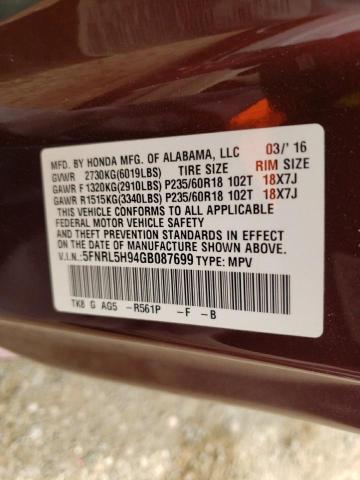 MFD. BY HONDA MFG. OF ALABAMA, LLC 03/'16
GVWR 2730KG(6019LBS) TIRE SIZE RIM SIZE
GAWR F 1320KG(2910LBS) P235/60R18 102T 18X7J
GAWR R 1515KG(3340LBS) P235/60R18 102T 18X7J
THIS VEHICLE CONFORMS TO ALL APPLICABLE
FEDERAL MOTOR VEHICLE SAFETY
AND THEFT PREVENTION STANDARDS IN EFFECT
ON THE DATE OF MANUFACTURE SHOWN ABOVE.
V.I.N.: 5FNRL5H94GB087699 TYPE: MPV
TK8 G AG5 -R561P -F -B